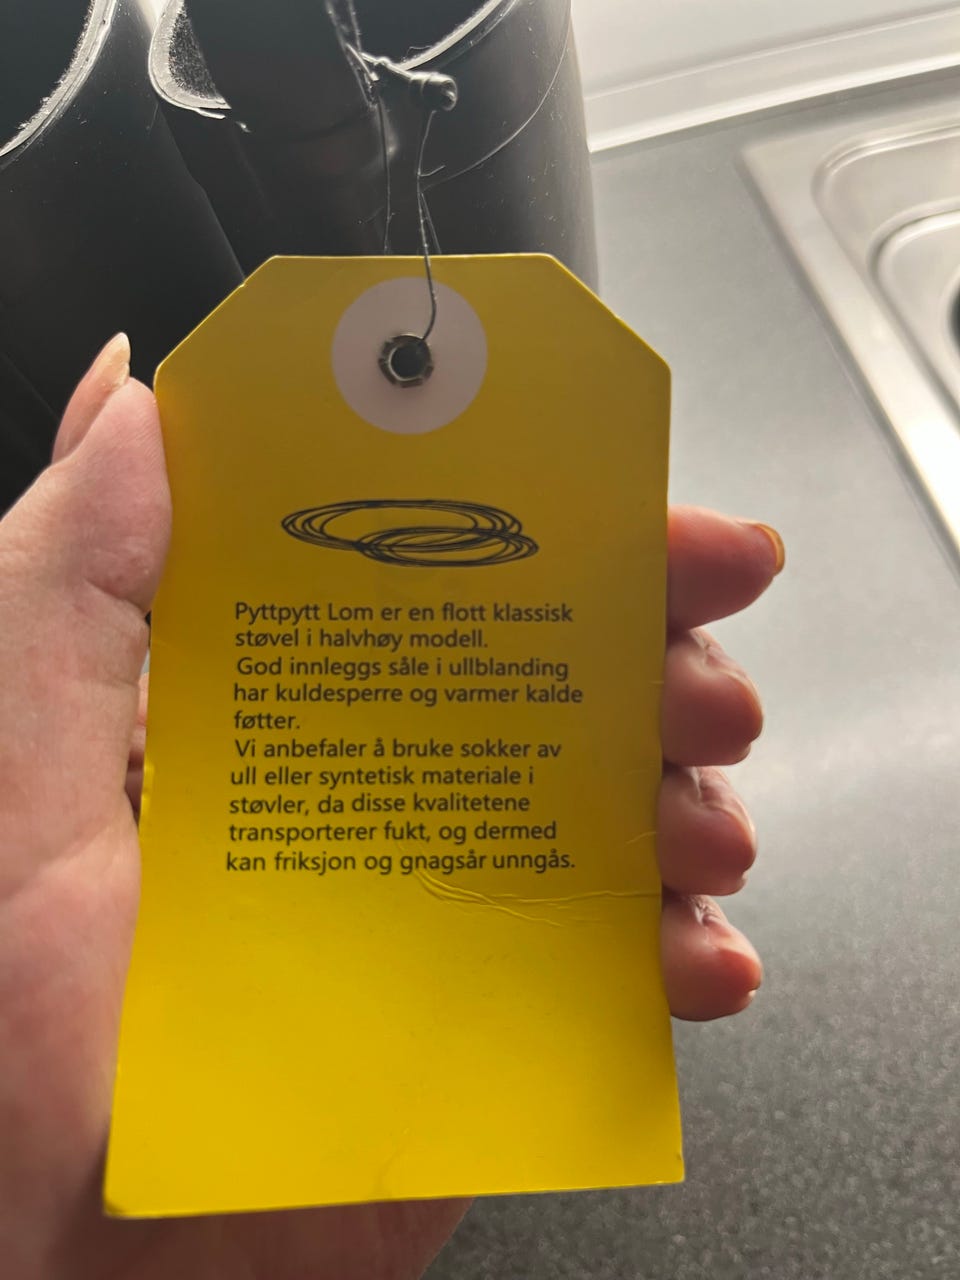 Pyttpytt Lom er en flott klassisk
støvel i halvhøy modell.
God innleggs såle i ullblanding
har kuldesperre og varmer kalde
føtter.
Vi anbefaler å bruke sokker av
ull eller syntetisk materiale i
støvler, da disse kvalitetene
transporterer fukt, og dermed
kan friksjon og gnagsår unngås.